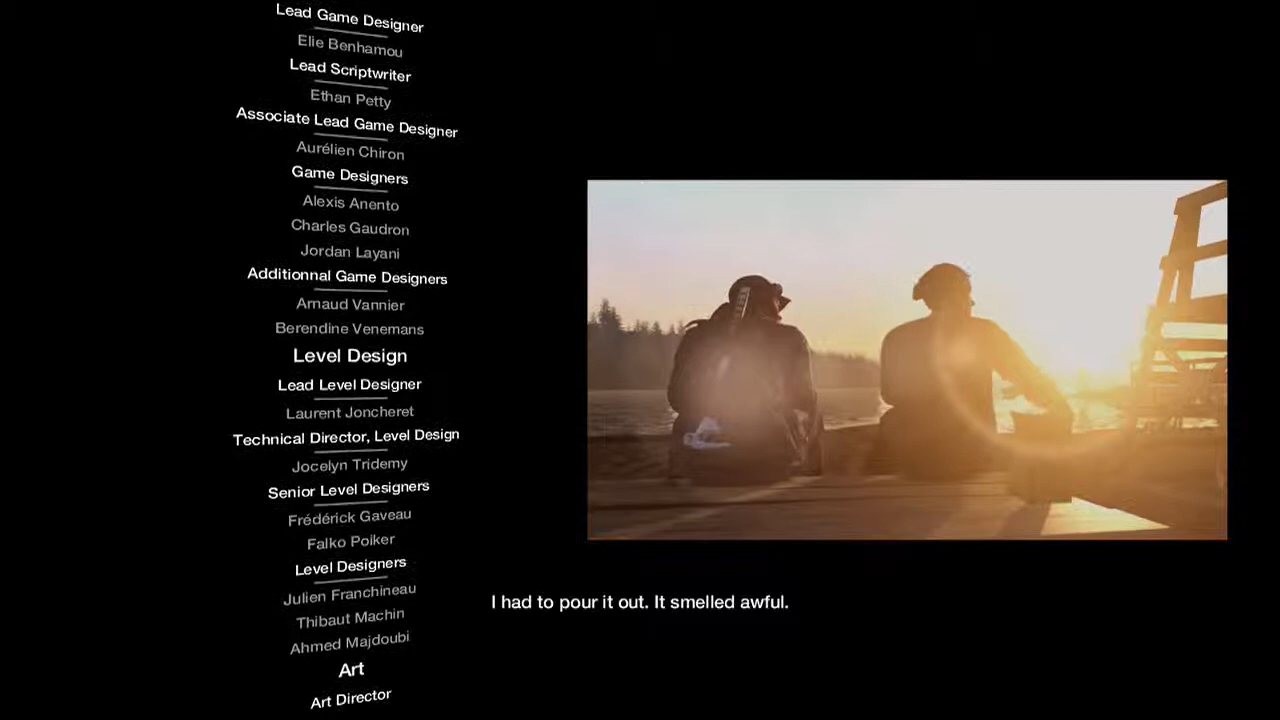 Lead Game Designer
Elie Benhamou
Lead Scriptwriter
Ethan Petty
Associate Lead Game Designer
Aurélien Chiron
Game Designers
Alexis Anento
Charles Gaudron
Jordan Layani
Additionnal Game Designers
Arnaud Vannier
Berendine Venemans
Level Design
Lead Level Designer
Laurent Joncheret
Technical Director, Level Design
Jocelyn Tridemy
Senior Level Designers
Frédérick Gaveau
Falko Poiker
Level Designers
Julien Franchineau
Thibaut Machin
Ahmed Majdoubi
Art
Art Director
I had to pour it out. It smelled awful.